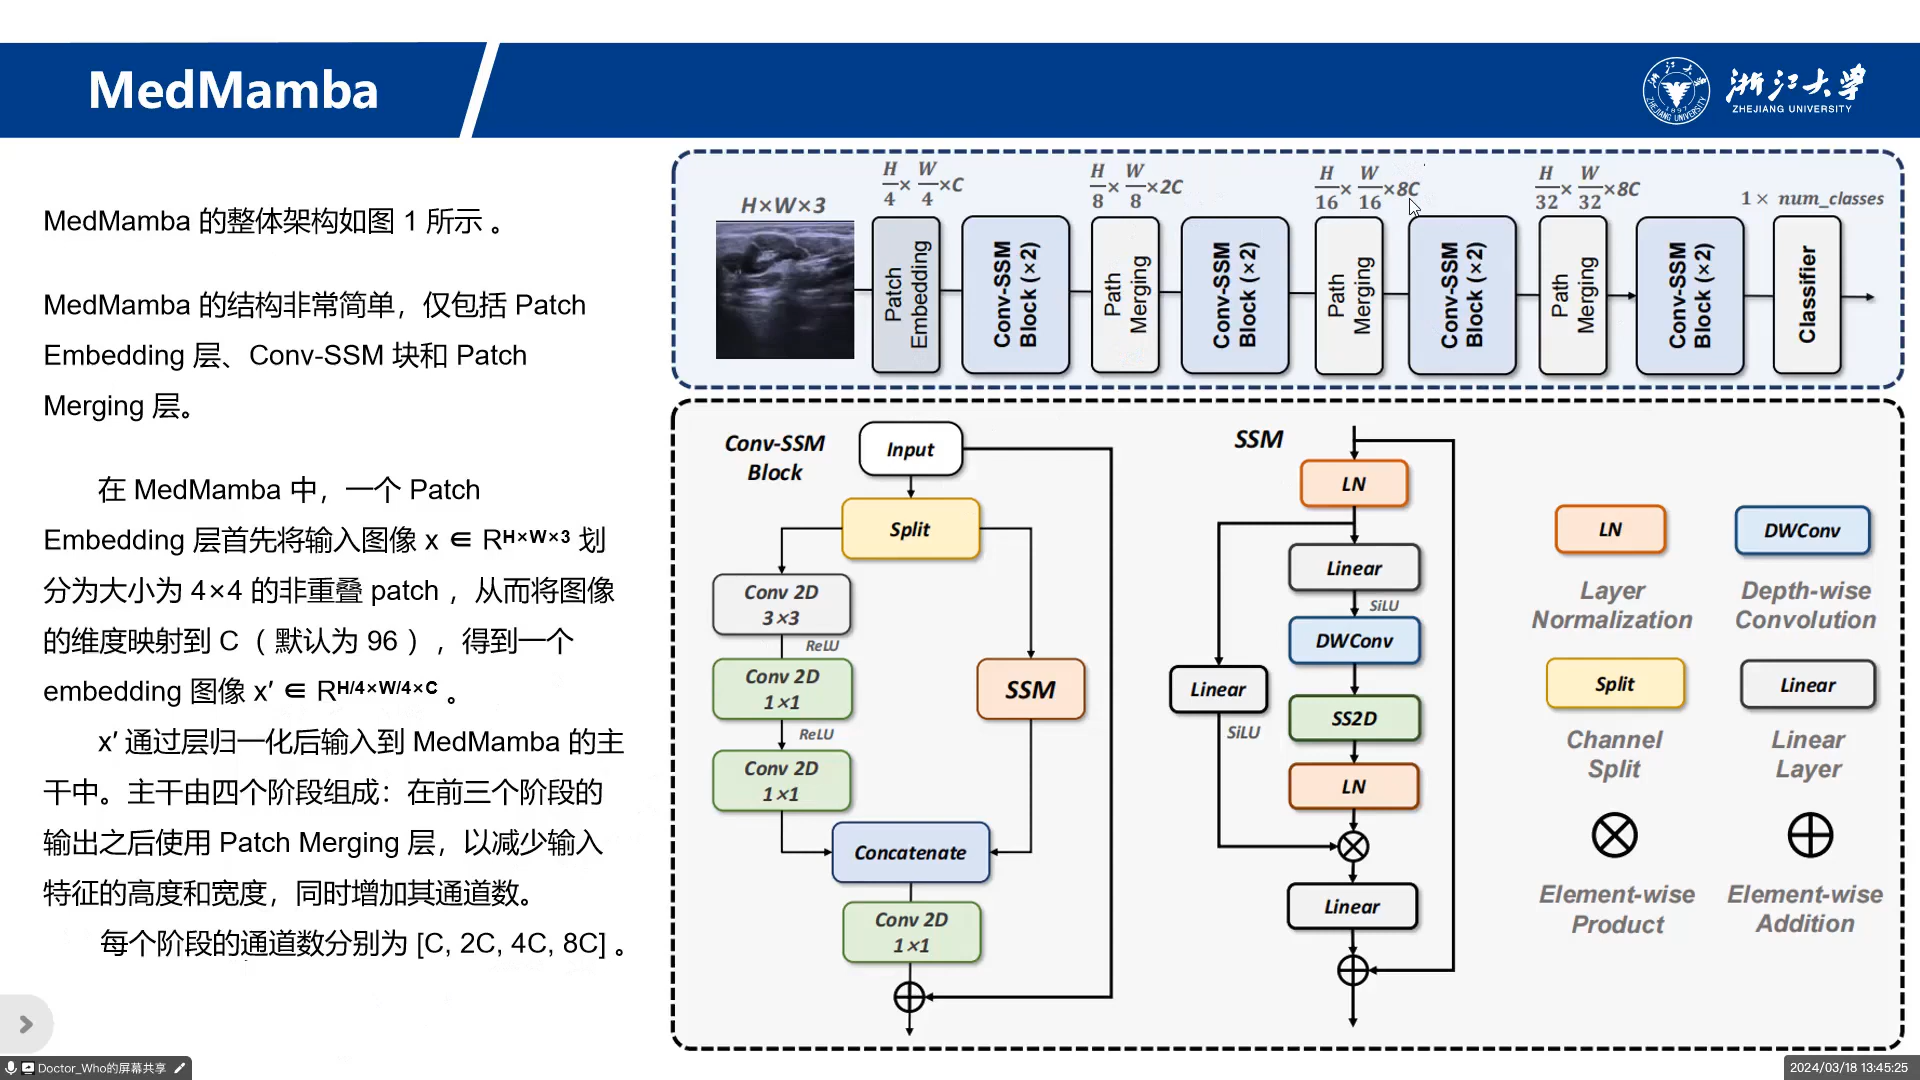 MedMamba
浙江大学
ZHEJIANG UNIVERSITY
MedMamba 的整体架构如图 1 所示 。
MedMamba 的结构非常简单，仅包括 Patch
Embedding 层、Conv-SSM 块和 Patch
Merging 层。
在 MedMamba 中，一个 Patch
Embedding 层首先将输入图像 x ∈ R^H×W×3 划
分为大小为 4×4 的非重叠 patch ，从而将图像
的维度映射到 C（默认为 96 ），得到一个
embedding 图像 x′ ∈ R^H/4×W/4×C 。
x′ 通过层归一化后输入到 MedMamba 的主
干中。主干由四个阶段组成：在前三个阶段的
输出之后使用 Patch Merging 层，以减少输入
特征的高度和宽度，同时增加其通道数。
每个阶段的通道数分别为 [C, 2C, 4C, 8C] 。
H×W×3
H/4 × W/4 ×C
H/8 × W/8 ×2C
H/16 × W/16 ×8C
H/32 × W/32 ×8C
1 × num_classes
Patch
Embedding
Conv-SSM
Block (×2)
Path
Merging
Conv-SSM
Block (×2)
Path
Merging
Conv-SSM
Block (×2)
Path
Merging
Conv-SSM
Block (×2)
Classifier
Conv-SSM
Block
Input
Split
Conv 2D
3×3
ReLU
Conv 2D
1×1
ReLU
Conv 2D
1×1
SSM
Concatenate
Conv 2D
1×1
SSM
LN
Linear
SiLU
DWConv
Linear
SiLU
SS2D
LN
Linear
LN
Layer
Normalization
DWConv
Depth-wise
Convolution
Split
Channel
Split
Linear
Linear
Layer
Element-wise
Product
Element-wise
Addition
Doctor_Who的屏幕共享
2024/03/18 13:45:25